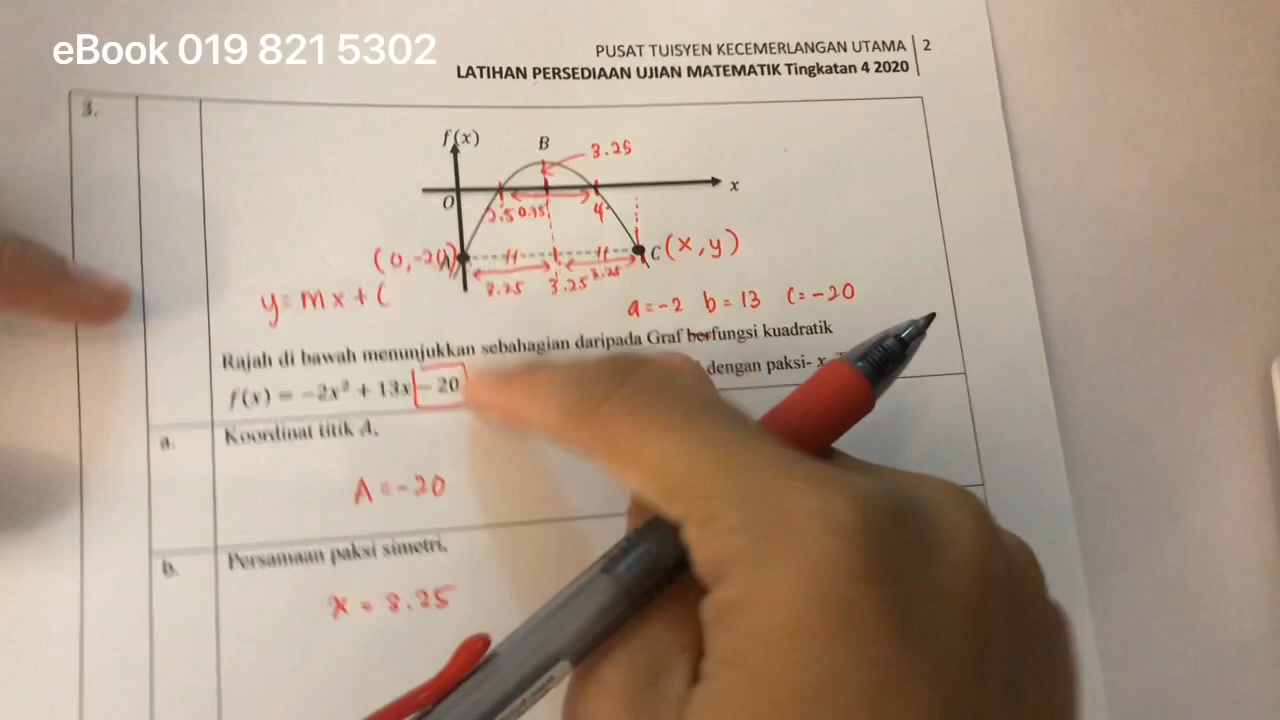 eBook 019 821 5302
PUSAT TUISYEN KECEMERLANGAN UTAMA | 2
LATIHAN PERSEDIAAN UJIAN MATEMATIK Tingkatan 4 2020
3.
f(x)
B
3.25
x
O
2.5 0.75
4
(0,-20)
C (x,y)
3.25 3.25 3.25
y = mx + c
a = -2 b = 13 c = -20
Rajah di bawah menunjukkan sebahagian daripada Graf berfungsi kuadratik
f(x) = -2x² + 13x - 20
dengan paksi- x
a. Koordinat titik A.
A = -20
b. Persamaan paksi simetri.
x = 3.25